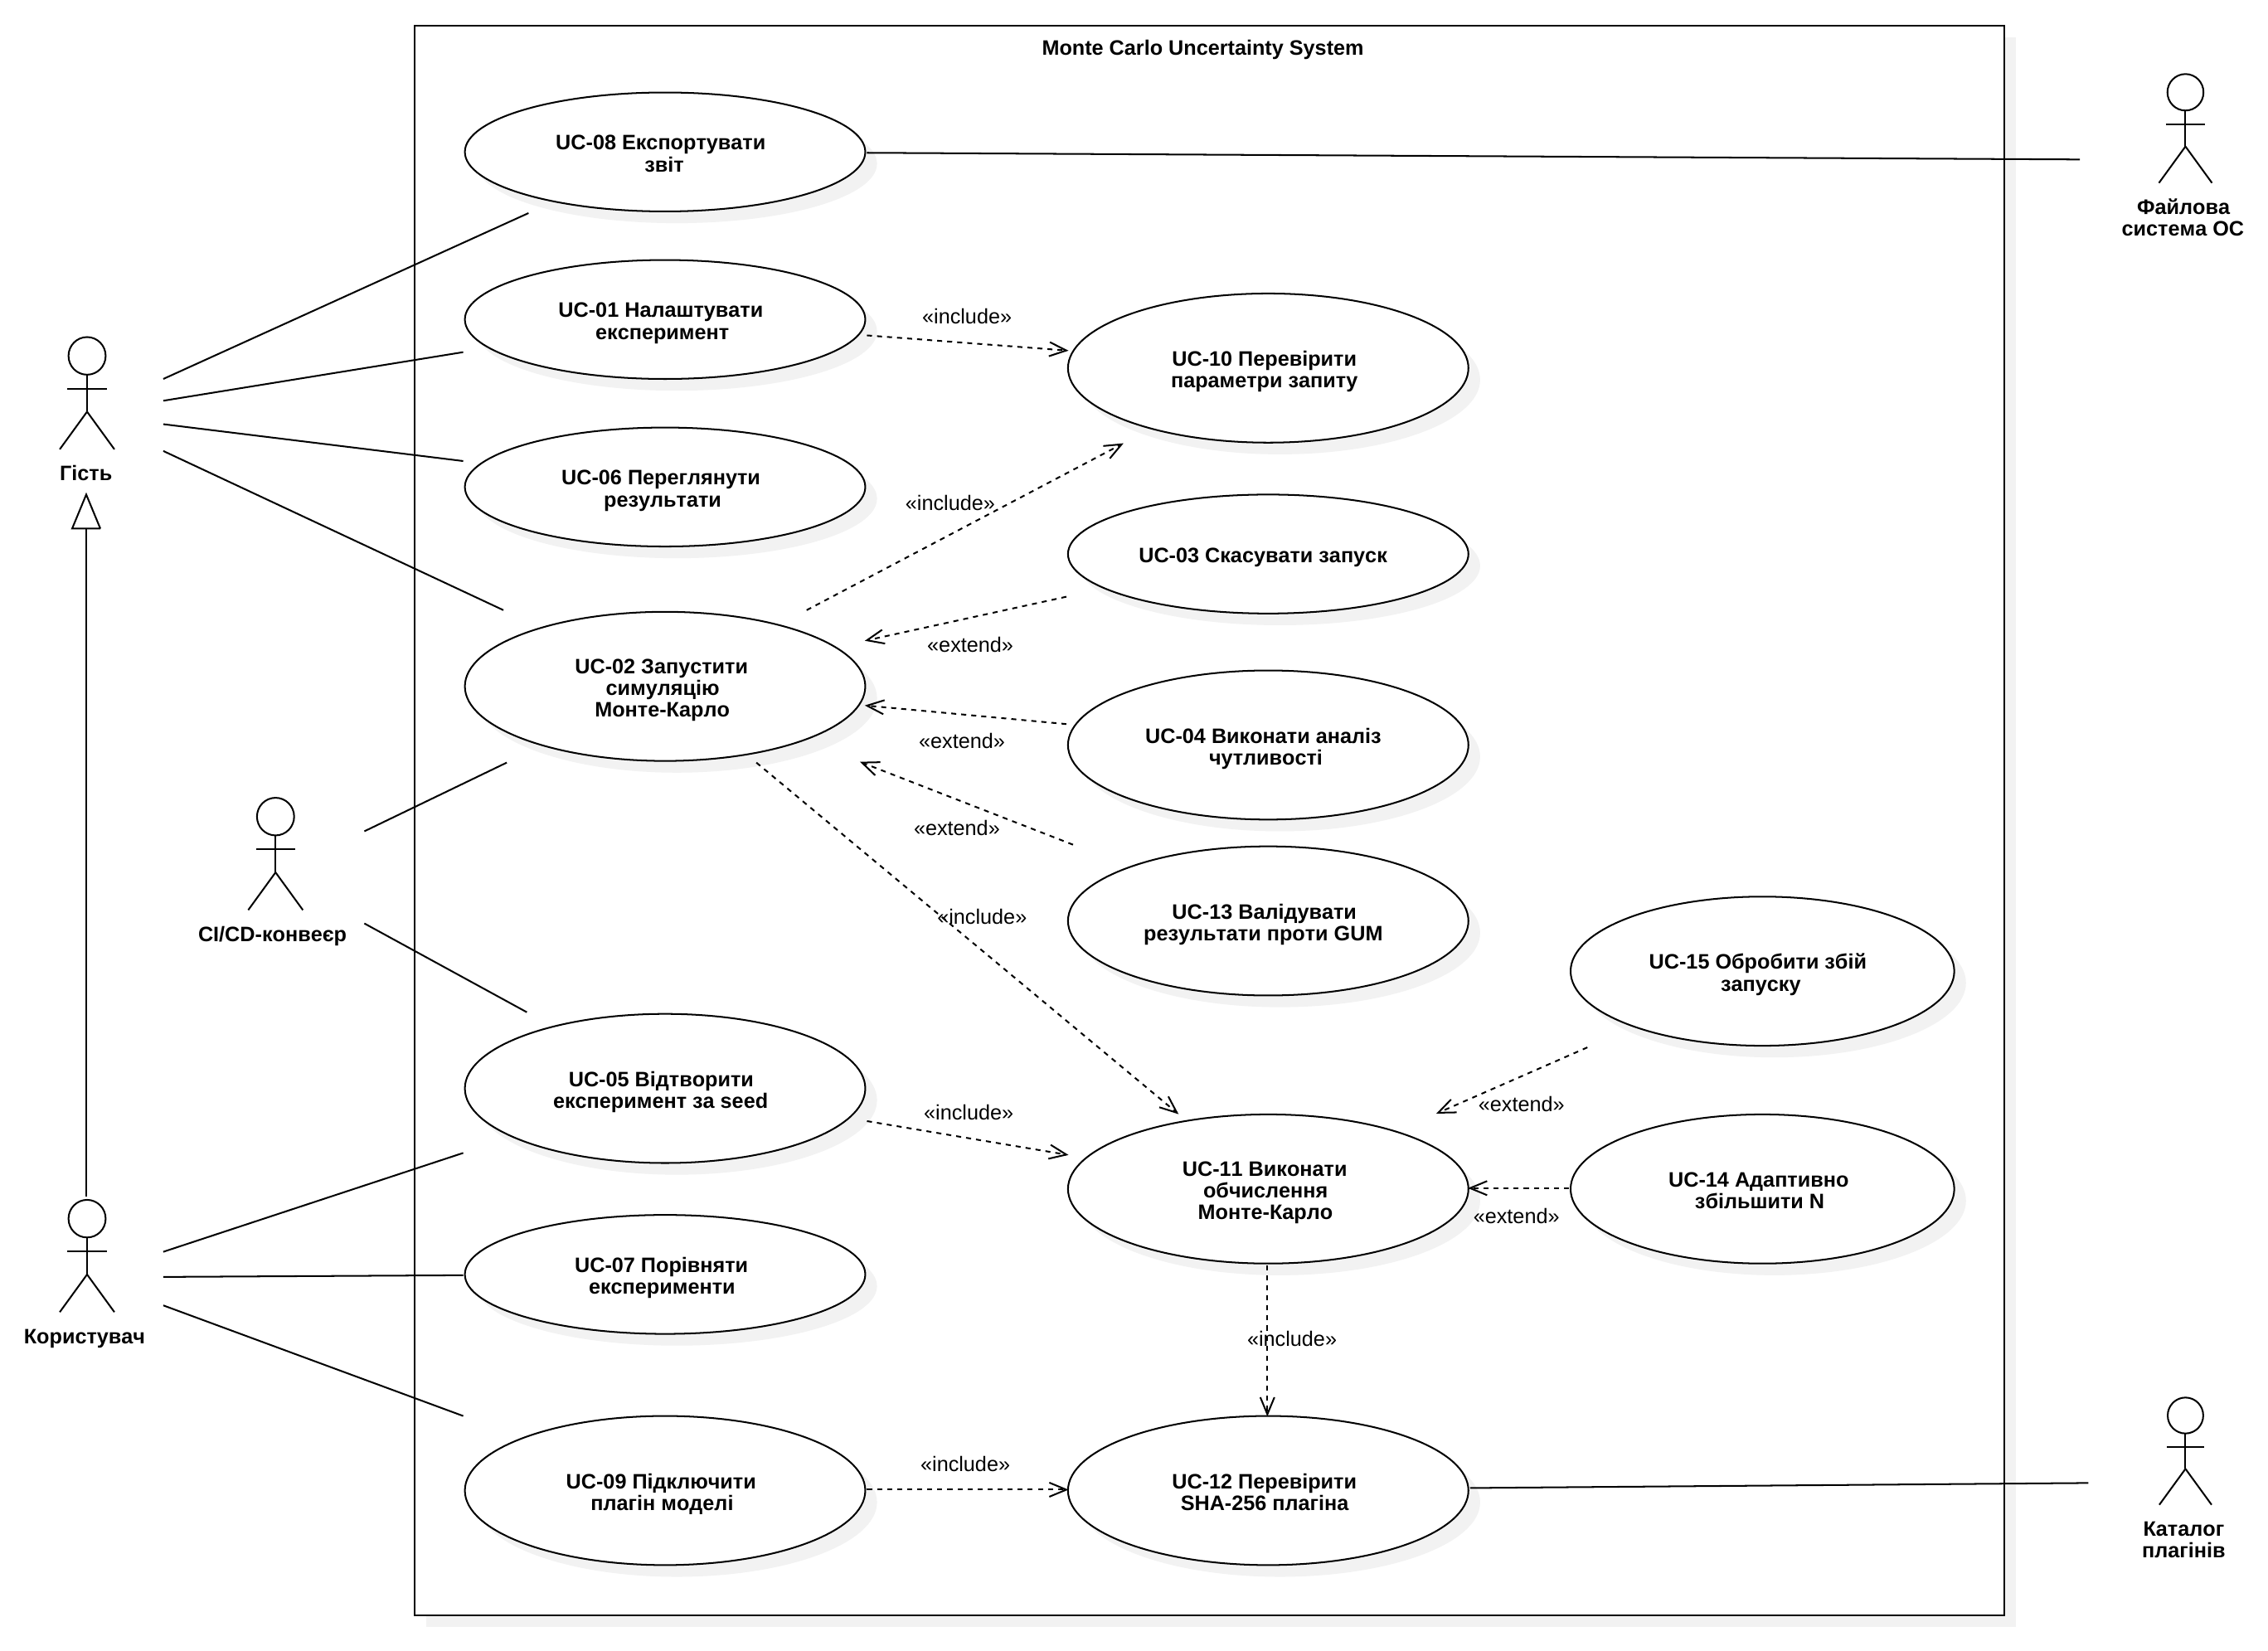 Monte Carlo Uncertainty System
UC-08 Експортувати
звіт
Файлова
система ОС
UC-01 Налаштувати
експеримент
«include»
UC-10 Перевірити
параметри запиту
Гість
UC-06 Переглянути
результати
«include»
UC-03 Скасувати запуск
«extend»
UC-02 Запустити
симуляцію
Монте-Карло
UC-04 Виконати аналіз
чутливості
«extend»
«extend»
CI/CD-конвеєр
«include»
UC-13 Валідувати
результати проти GUM
UC-15 Обробити збій
запуску
UC-05 Відтворити
експеримент за seed
«include»
«extend»
UC-11 Виконати
обчислення
Монте-Карло
UC-14 Адаптивно
збільшити N
«extend»
UC-07 Порівняти
експерименти
Користувач
«include»
UC-09 Підключити
плагін моделі
«include»
UC-12 Перевірити
SHA-256 плагіна
Каталог
плагінів